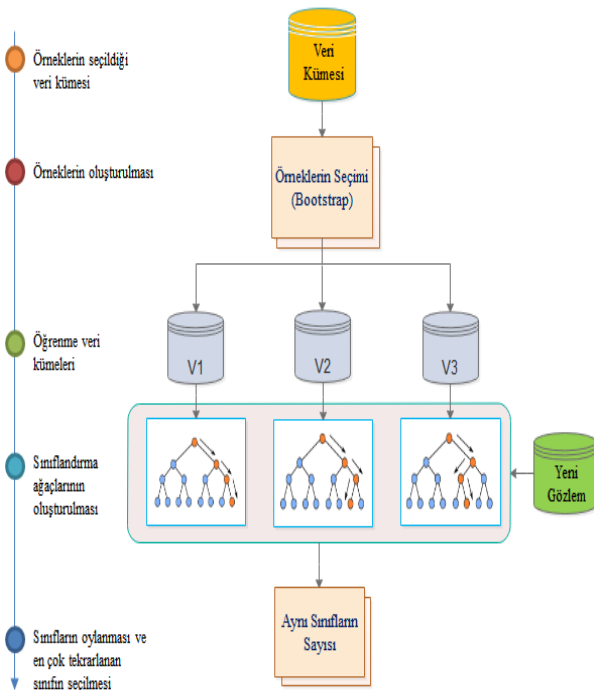 Örneklerin seçildiği
veri kümesi
Veri
Kümesi
Örneklerin oluşturulması
Örneklerin Seçimi
(Bootstrap)
Öğrenme veri
kümeleri
V1
V2
V3
Sınıflandırma
ağaçlarının
oluşturulması
Yeni
Gözlem
Sınıfların oylanması ve
en çok tekrarlanan
sınıfın seçilmesi
Aynı Sınıfların
Sayısı